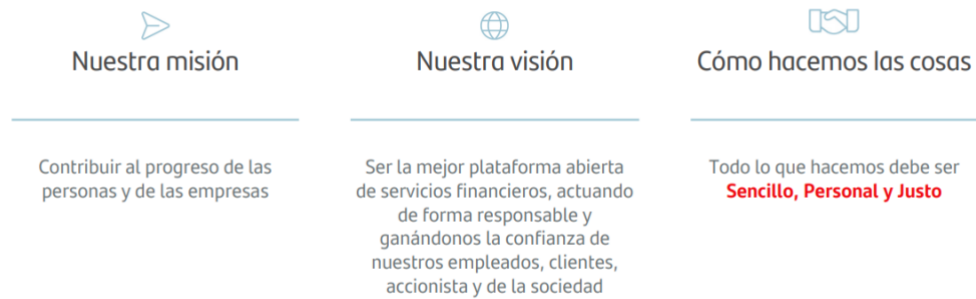 Nuestra misión
Contribuir al progreso de las
personas y de las empresas
Nuestra visión
Ser la mejor plataforma abierta
de servicios financieros, actuando
de forma responsable y
ganándonos la confianza de
nuestros empleados, clientes,
accionista y de la sociedad
Cómo hacemos las cosas
Todo lo que hacemos debe ser
Sencillo, Personal y Justo